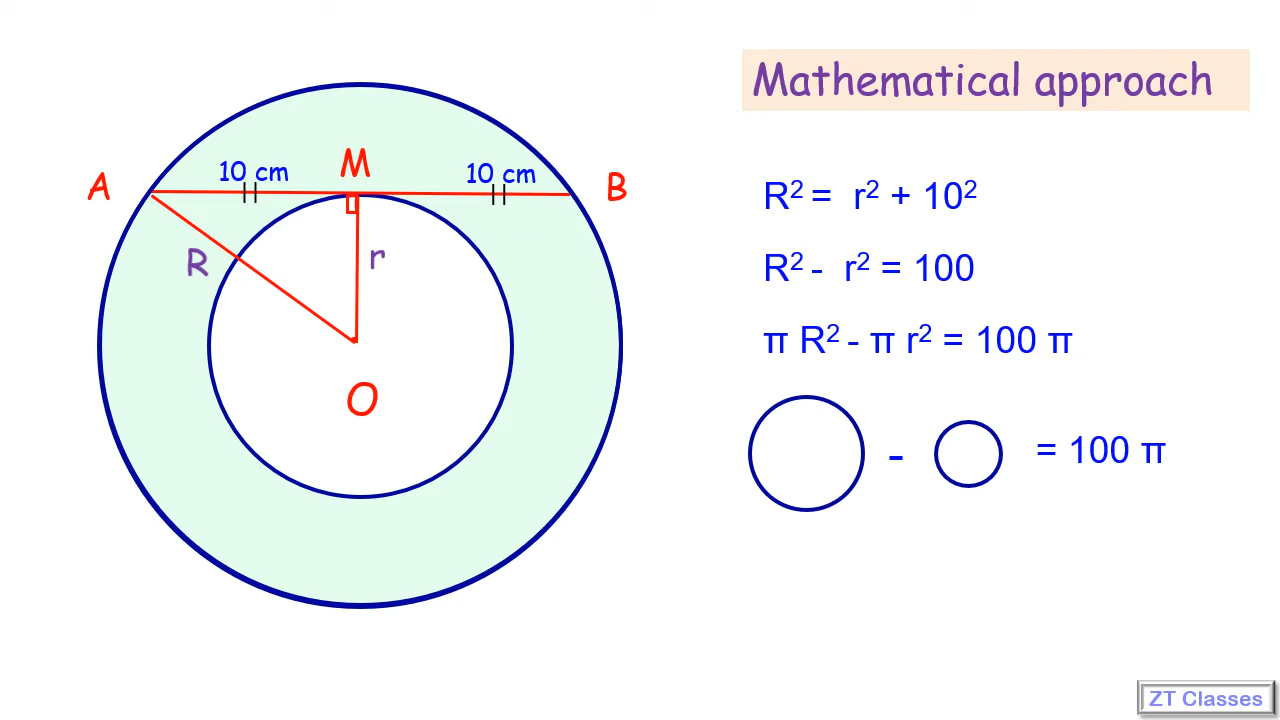 Mathematical approach
M
10 cm
10 cm
A
B
R
r
O
R² = r² + 10²
R² - r² = 100
π R² - π r² = 100 π
- = 100 π
ZT Classes